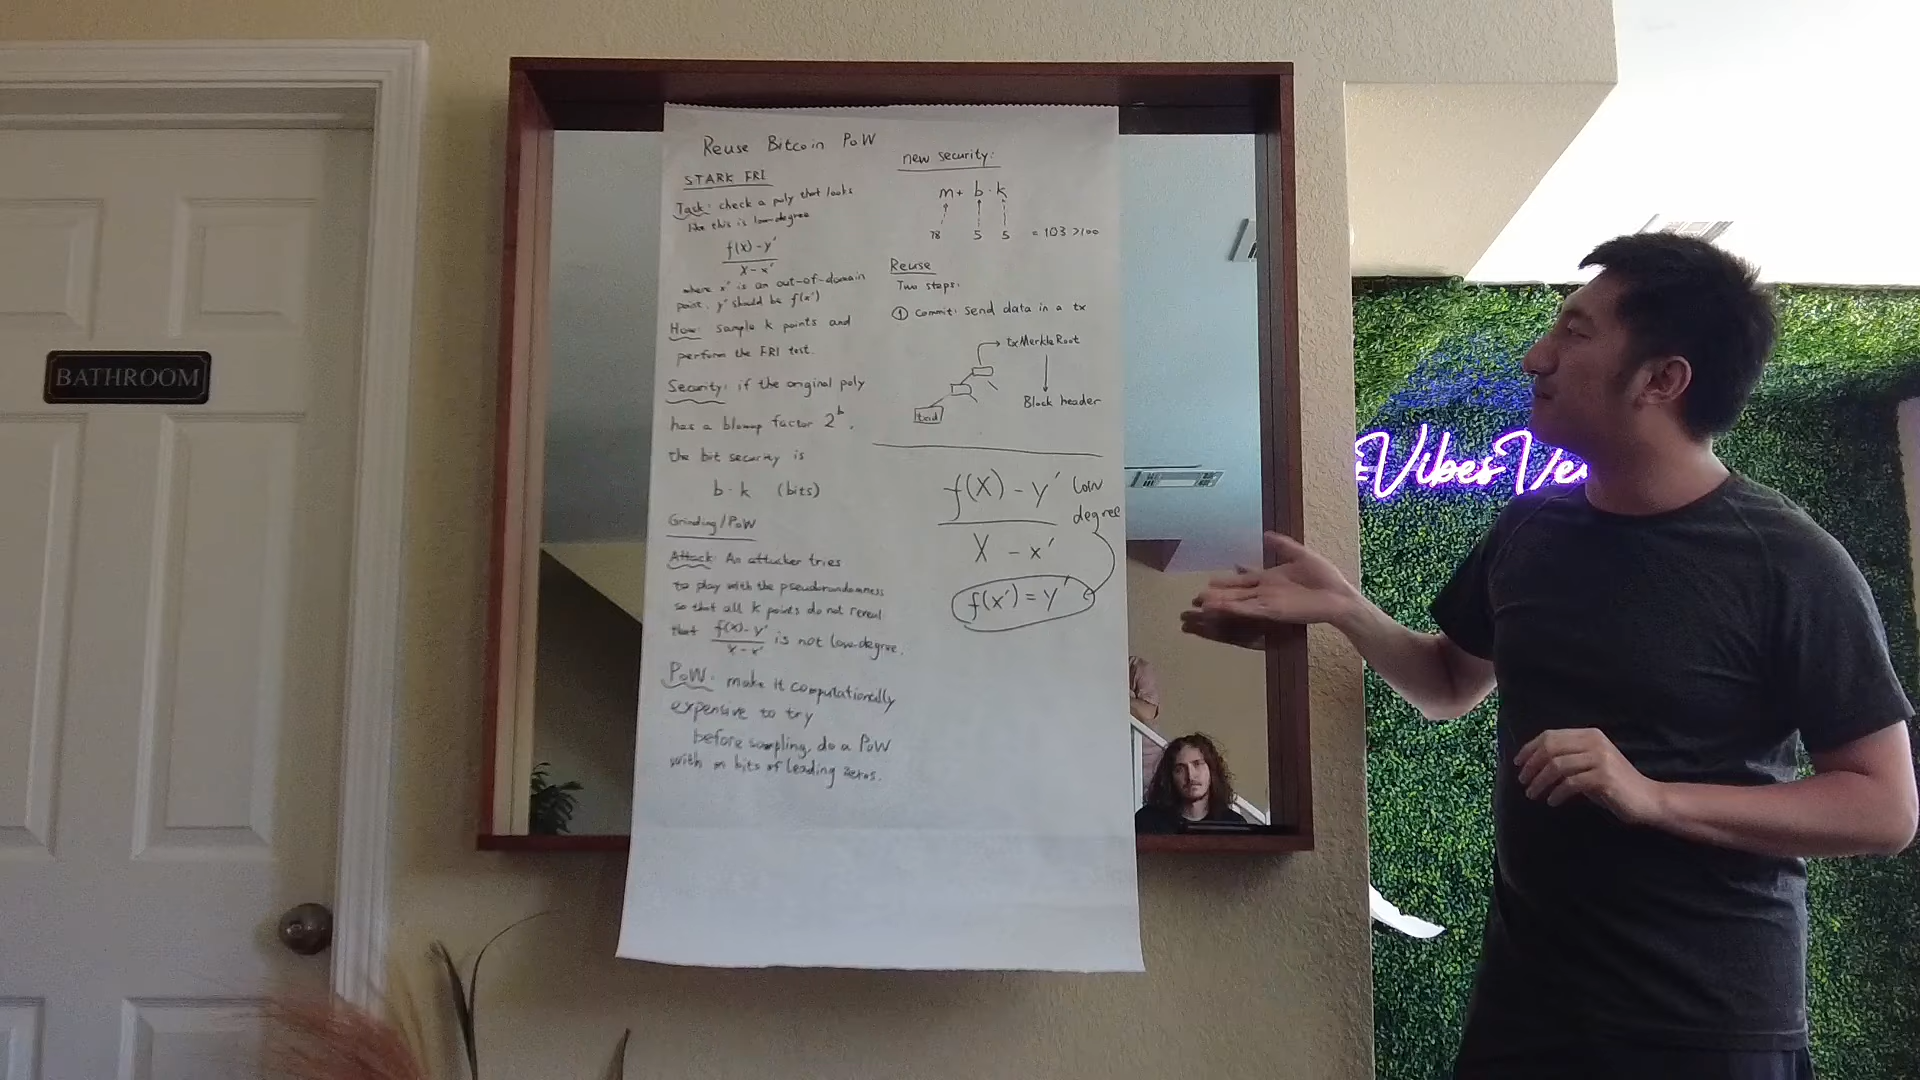 BATHROOM
Reuse Bitcoin PoW
STARK FRI
Task: check a poly that looks
like this is low-degree
f(X) - y'
X - x'
where x' is an out-of-domain
point. y' should be f(x')
How: sample k points and
perform the FRI test.
Security: if the original poly
has a blowup factor 2^b,
the bit security is
b · k (bits)
Grinding/PoW
Attack: An attacker tries
to play with the pseudorandomness
so that all k points do not reveal
that f(X) - y' / X - x' is not low-degree.
PoW: make it computationally
expensive to try
before sampling, do a PoW
with m bits of leading zeros.
new security:
m + b · k
78 5 5 = 103 > 100
Reuse
Two steps:
① Commit: send data in a tx
txMerkleRoot
Block header
txid
f(X) - y' low
degree
X - x'
f(x') = y'
Vibes Ve